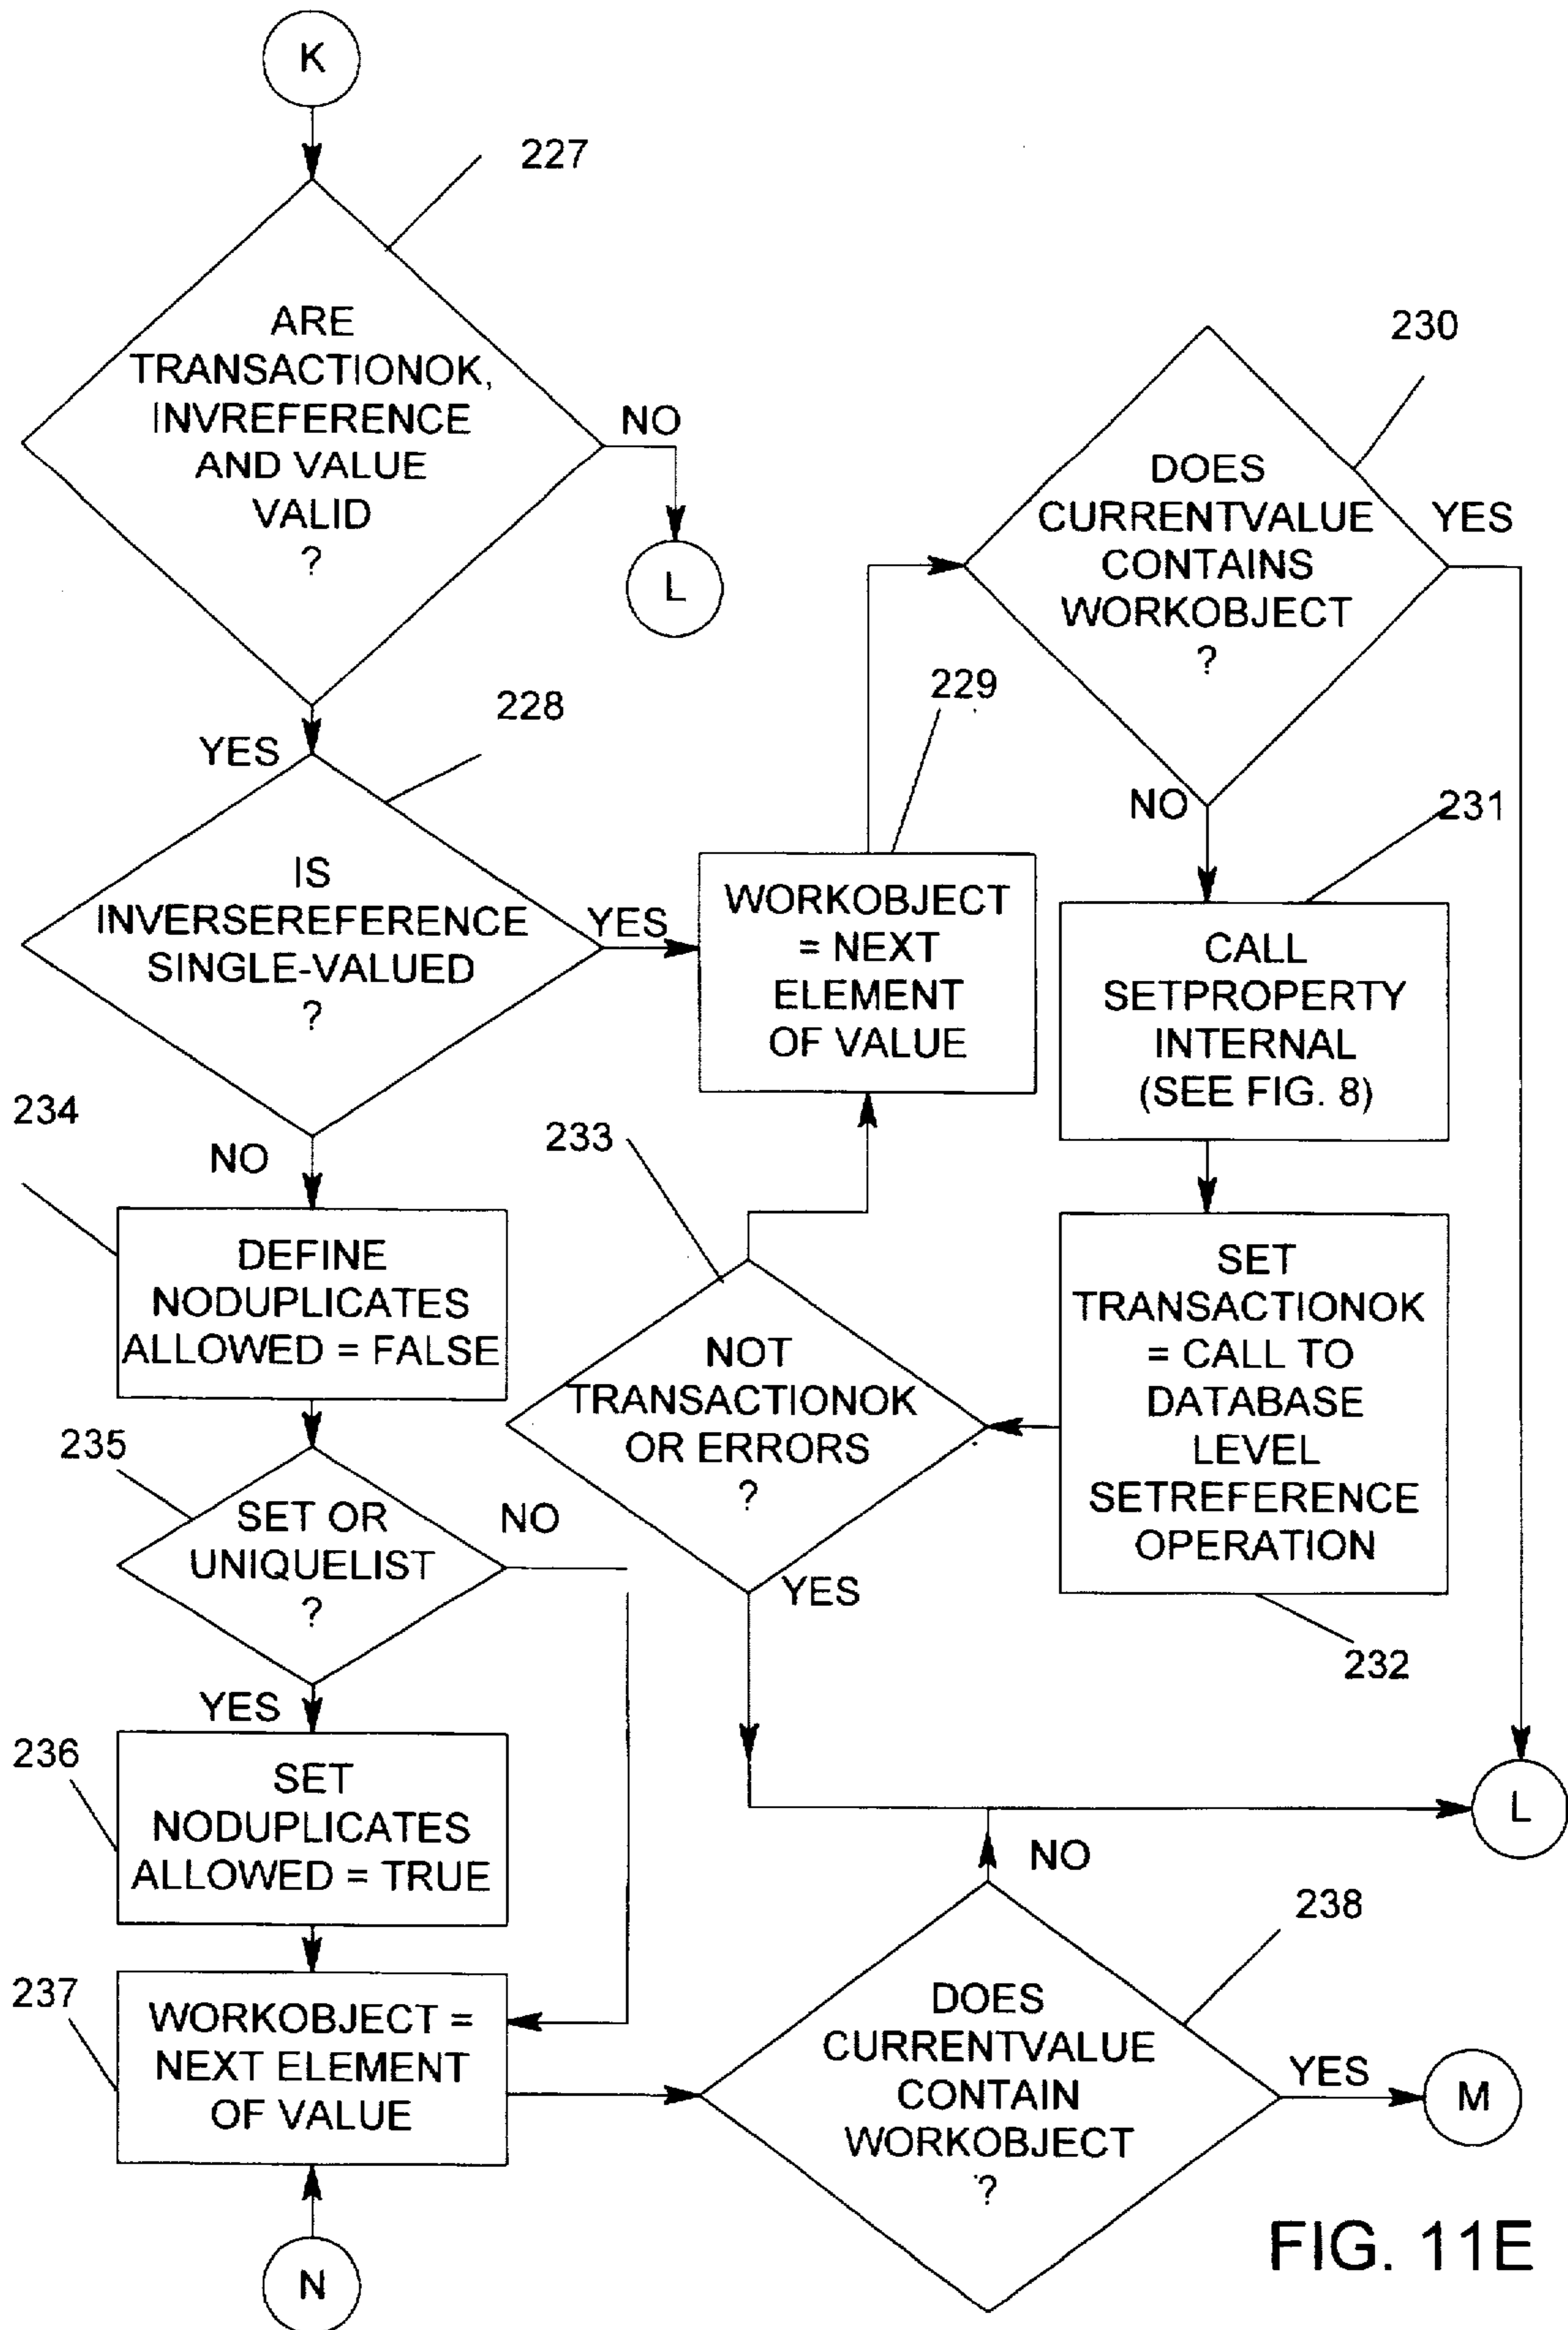 K
227
ARE
TRANSACTIONOK,
INVREFERENCE
AND VALUE
VALID
?
NO
L
YES
228
IS
INVERSEREFERENCE
SINGLE-VALUED
?
YES
229
WORKOBJECT
= NEXT
ELEMENT
OF VALUE
230
DOES
CURRENTVALUE
CONTAINS
WORKOBJECT
?
YES
NO
231
CALL
SETPROPERTY
INTERNAL
(SEE FIG. 8)
SET
TRANSACTIONOK
= CALL TO
DATABASE
LEVEL
SETREFERENCE
OPERATION
232
233
NOT
TRANSACTIONOK
OR ERRORS
?
YES
L
NO
234
DEFINE
NODUPLICATES
ALLOWED = FALSE
235
SET OR
UNIQUELIST
?
NO
YES
236
SET
NODUPLICATES
ALLOWED = TRUE
237
WORKOBJECT =
NEXT ELEMENT
OF VALUE
N
238
DOES
CURRENTVALUE
CONTAIN
WORKOBJECT
?
NO
YES
M
FIG. 11E